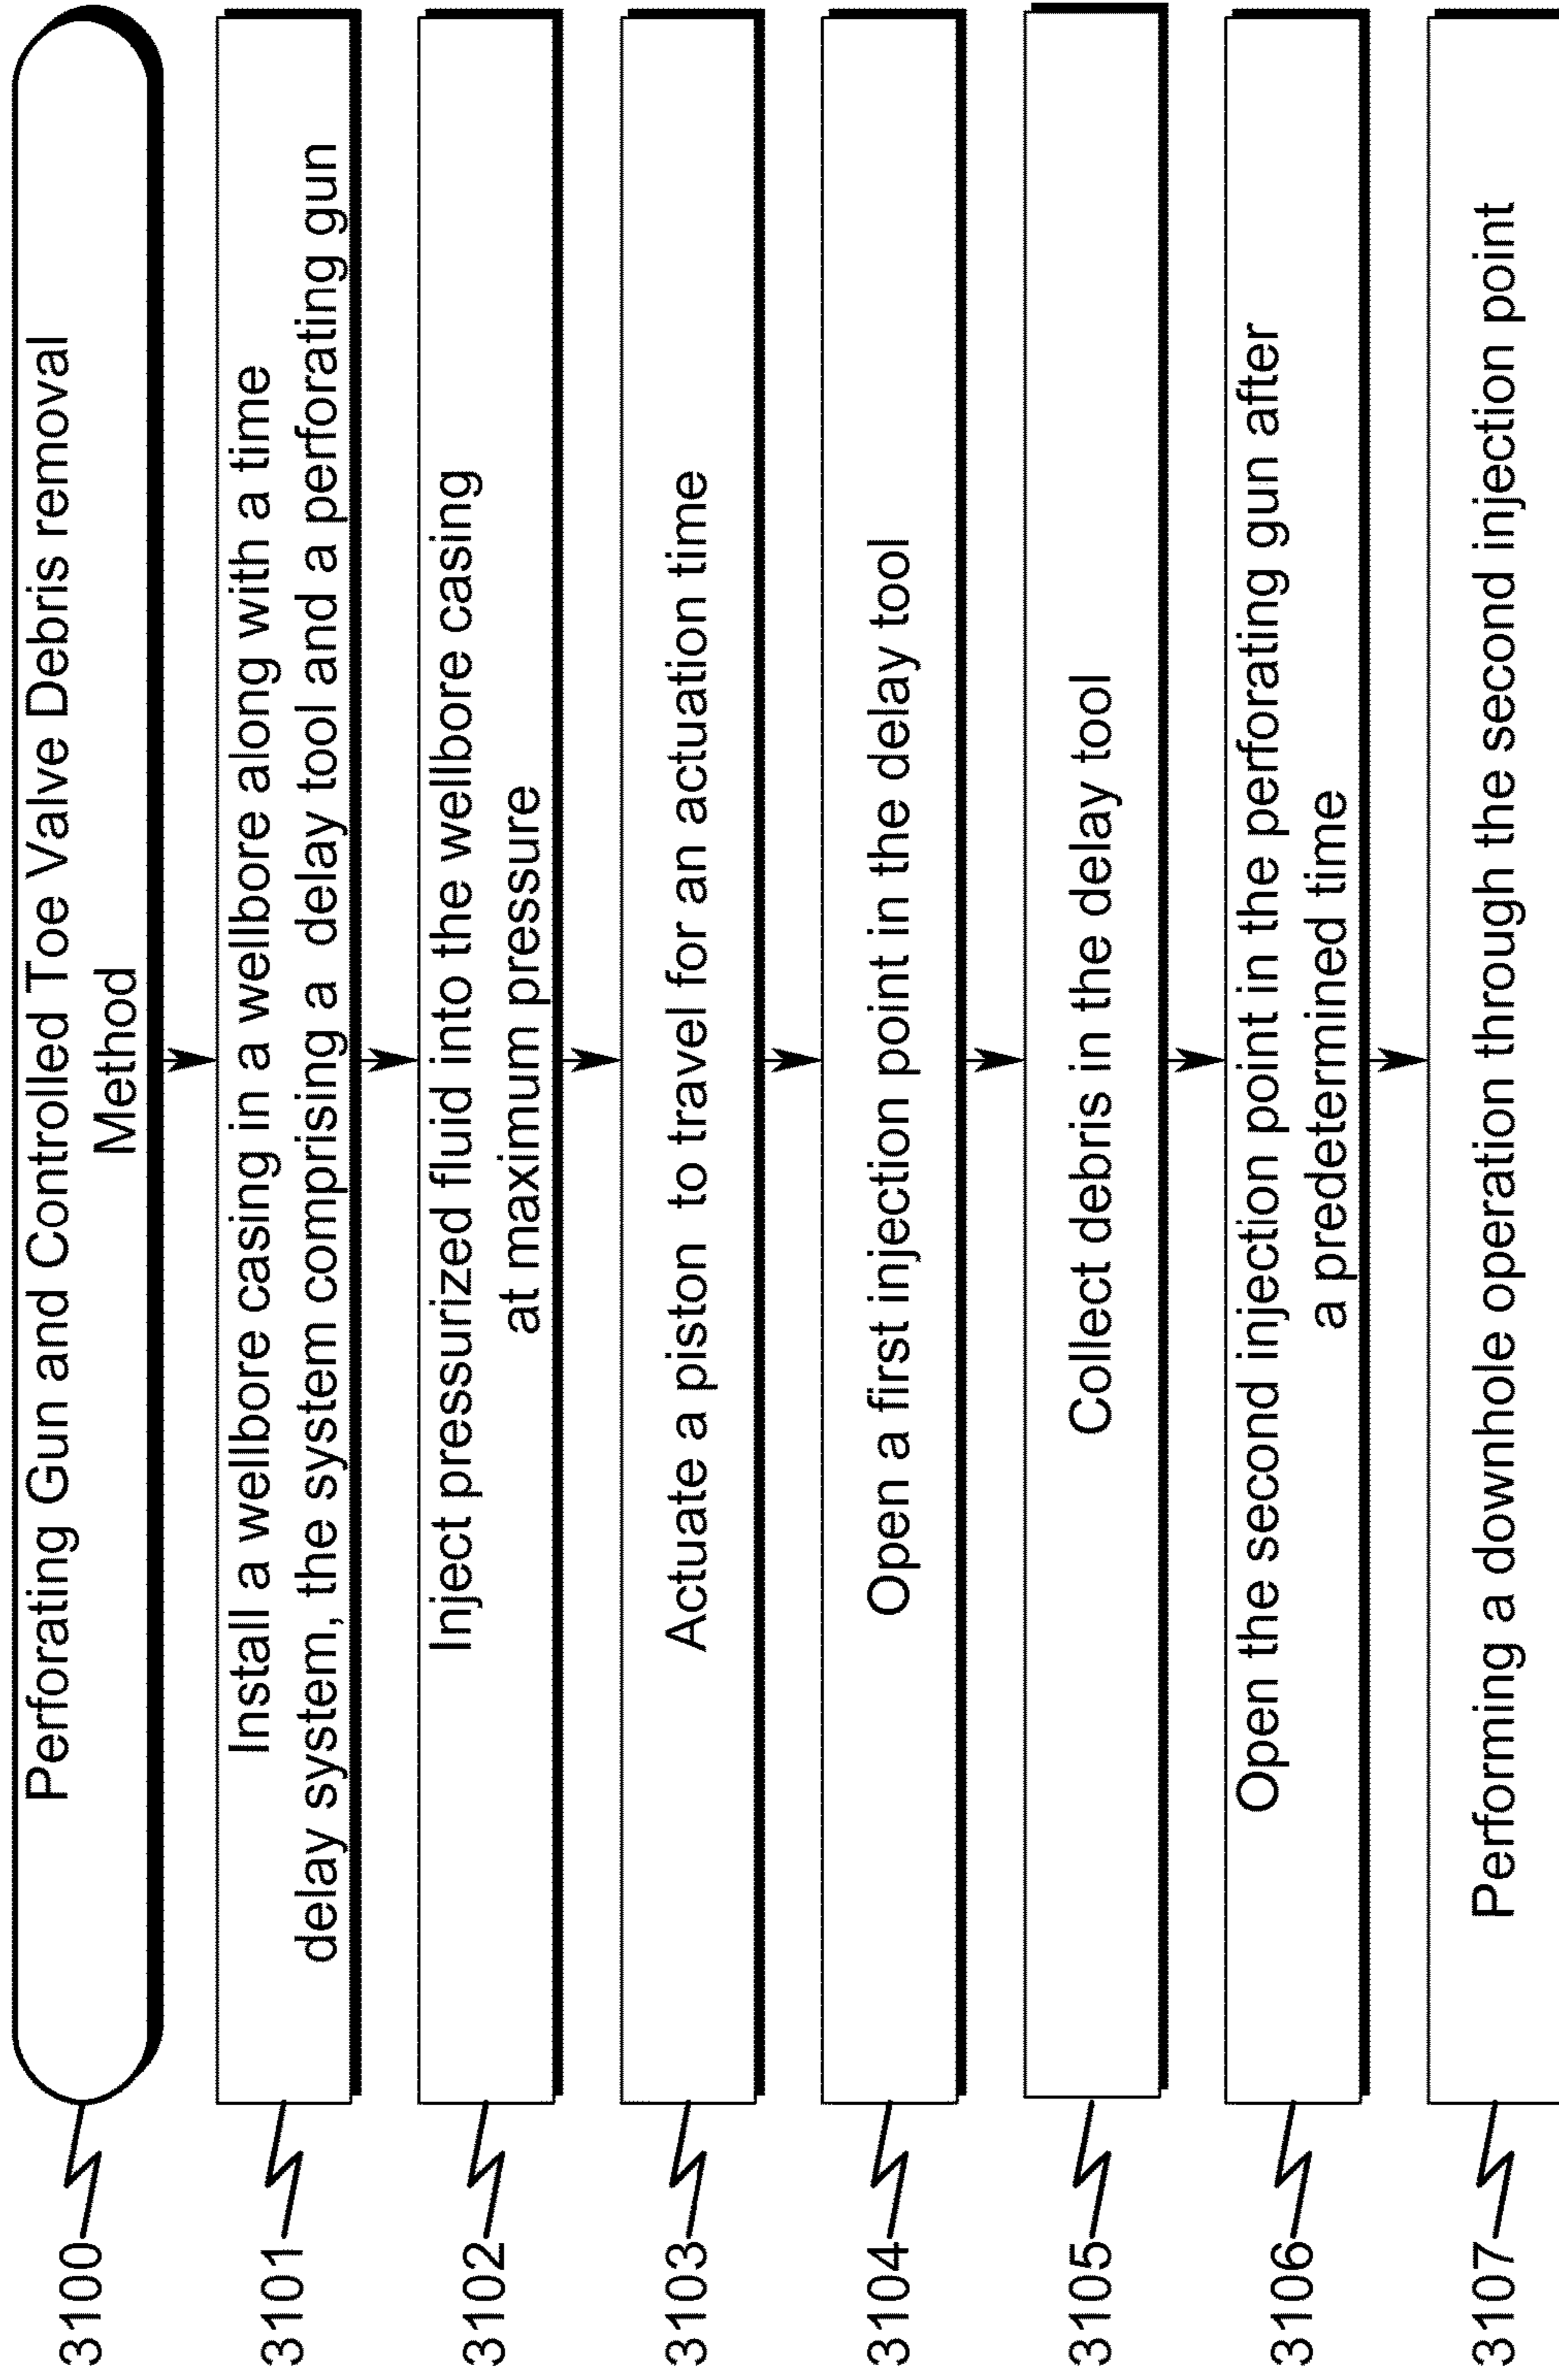 Perforating Gun and Controlled Toe Valve Debris removal
Method
3100
Install a wellbore casing in a wellbore along with a time
delay system, the system comprising a delay tool and a perforating gun
3101
Inject pressurized fluid into the wellbore casing
at maximum pressure
3102
Actuate a piston to travel for an actuation time
3103
Open a first injection point in the delay tool
3104
Collect debris in the delay tool
3105
Open the second injection point in the perforating gun after
a predetermined time
3106
Performing a downhole operation through the second injection point
3107